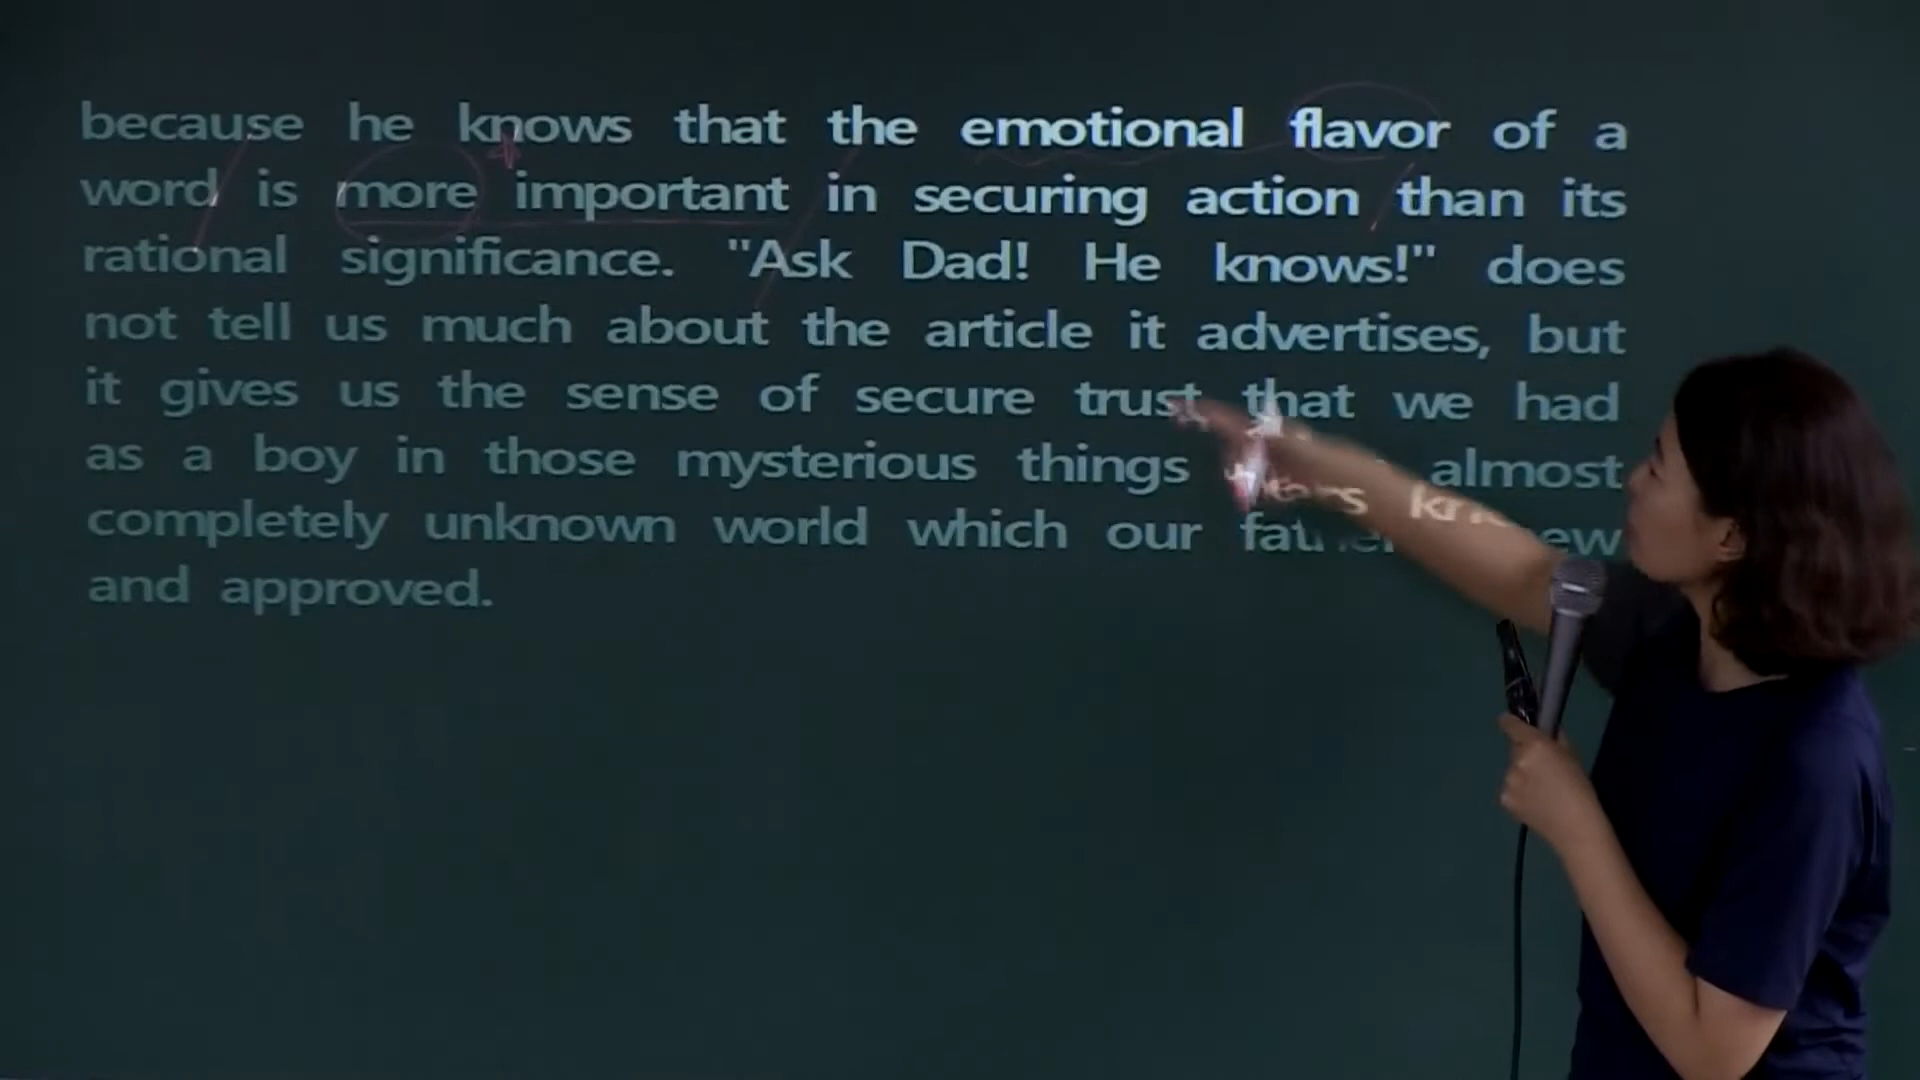 because he knows that the emotional flavor of a
word is more important in securing action than its
rational significance. "Ask Dad! He knows!" does
not tell us much about the article it advertises, but
it gives us the sense of secure trust that we had
as a boy in those mysterious things almost
completely unknown world which our
and approved.